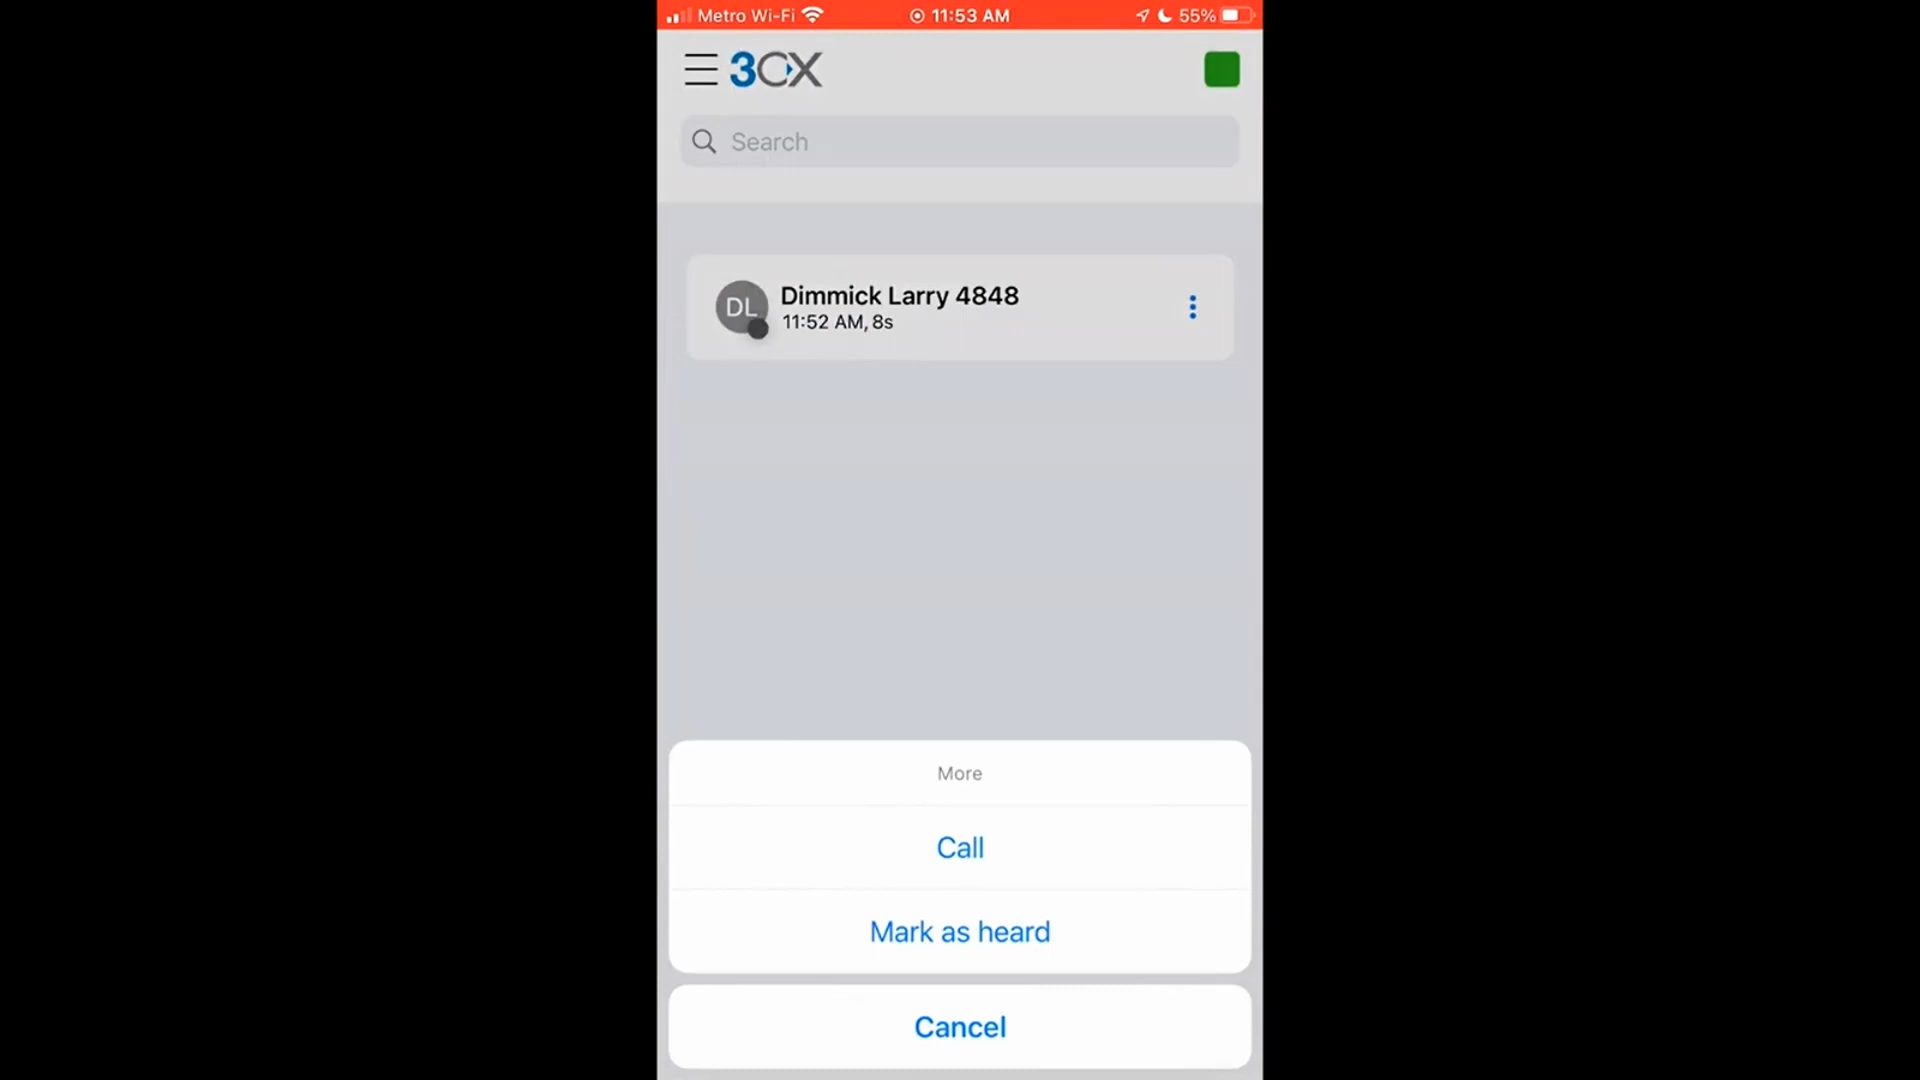 Metro Wi-Fi 11:53 AM 55%
3CX
Search
DL
Dimmick Larry 4848
11:52 AM, 8s
More
Call
Mark as heard
Cancel